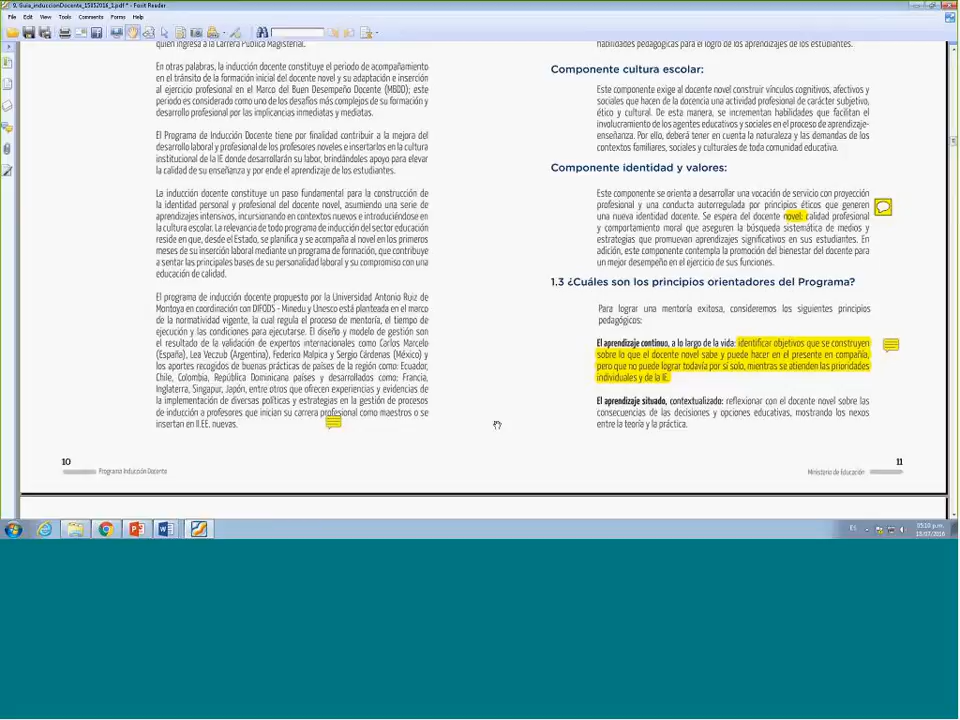 9. Guia_induccionDocente_15052016_1.pdf * - Foxit Reader
File Edit View Tools Comments Forms Help
quien ingresa a la Carrera Pública Magisterial.
En otras palabras, la inducción docente constituye el periodo de acompañamiento
en el tránsito de la formación inicial del docente novel y su adaptación e inserción
al ejercicio profesional en el Marco del Buen Desempeño Docente (MBDD); este
periodo es considerado como uno de los desafíos más complejos de su formación y
desarrollo profesional por las implicancias inmediatas y mediatas.
El Programa de Inducción Docente tiene por finalidad contribuir a la mejora del
desarrollo laboral y profesional de los profesores noveles e insertarlos en la cultura
institucional de la IE donde desarrollarán su labor, brindándoles apoyo para elevar
la calidad de su enseñanza y por ende el aprendizaje de los estudiantes.
La inducción docente constituye un paso fundamental para la construcción de
la identidad personal y profesional del docente novel, asumiendo una serie de
aprendizajes intensivos, incursionando en contextos nuevos e introduciéndose en
la cultura escolar. La relevancia de todo programa de inducción del sector educación
reside en que, desde el Estado, se planifica y se acompaña al novel en los primeros
meses de su inserción laboral mediante un programa de formación, que contribuye
a sentar las principales bases de su personalidad laboral y su compromiso con una
educación de calidad.
El programa de inducción docente propuesto por la Universidad Antonio Ruiz de
Montoya en coordinación con DIFODS - Minedu y Unesco está planteada en el marco
de la normatividad vigente, la cual regula el proceso de mentoría, el tiempo de
ejecución y las condiciones para ejecutarse. El diseño y modelo de gestión son
el resultado de la validación de expertos internacionales como Carlos Marcelo
(España), Lea Veczub (Argentina), Federico Malpica y Sergio Cárdenas (México) y
los aportes recogidos de buenas prácticas de países de la región como: Ecuador,
Chile, Colombia, República Dominicana países y desarrollados como: Francia,
Inglaterra, Singapur, Japón, entre otros que ofrecen experiencias y evidencias de
la implementación de diversas políticas y estrategias en la gestión de procesos
de inducción a profesores que inician su carrera profesional como maestros o se
insertan en II.EE. nuevas.
10
Programa Inducción Docente
habilidades pedagógicas para el logro de los aprendizajes de los estudiantes.
Componente cultura escolar:
Este componente exige al docente novel construir vínculos cognitivos, afectivos y
sociales que hacen de la docencia una actividad profesional de carácter subjetivo,
ético y cultural. De esta manera, se incrementan habilidades que facilitan el
involucramiento de los agentes educativos y sociales en el proceso de aprendizaje-
enseñanza. Por ello, deberá tener en cuenta la naturaleza y las demandas de los
contextos familiares, sociales y culturales de toda comunidad educativa.
Componente identidad y valores:
Este componente se orienta a desarrollar una vocación de servicio con proyección
profesional y una conducta autorregulada por principios éticos que generen
una nueva identidad docente. Se espera del docente novel: calidad profesional
y comportamiento moral que aseguren la búsqueda sistemática de medios y
estrategias que promuevan aprendizajes significativos en sus estudiantes. En
adición, este componente contempla la promoción del bienestar del docente para
un mejor desempeño en el ejercicio de sus funciones.
1.3 ¿Cuáles son los principios orientadores del Programa?
Para lograr una mentoría exitosa, consideremos los siguientes principios
pedagógicos:
El aprendizaje continuo, a lo largo de la vida: identificar objetivos que se construyen
sobre lo que el docente novel sabe y puede hacer en el presente en compañía,
pero que no puede lograr todavía por sí solo, mientras se atienden las prioridades
individuales y de la IE.
El aprendizaje situado, contextualizado: reflexionar con el docente novel sobre las
consecuencias de las decisiones y opciones educativas, mostrando los nexos
entre la teoría y la práctica.
Ministerio de Educación
11
ES
05:10 p.m.
18/07/2016